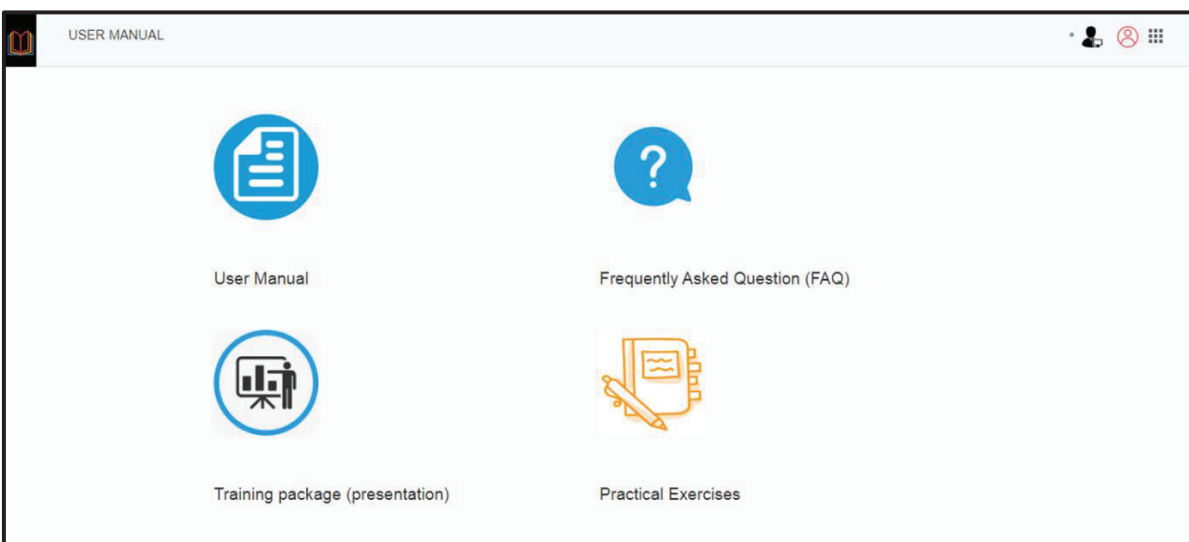 USER MANUAL
?
User Manual
Frequently Asked Question (FAQ)
Training package (presentation)
Practical Exercises